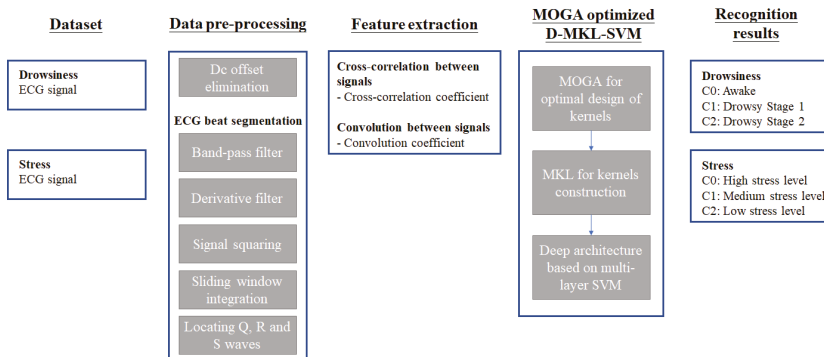 Dataset
Drowsiness
ECG signal
Stress
ECG signal
Data pre-processing
Dc offset
elimination
ECG beat segmentation
Band-pass filter
Derivative filter
Signal squaring
Sliding window
integration
Locating Q, R and
S waves
Feature extraction
Cross-correlation between
signals
- Cross-correlation coefficient
Convolution between signals
- Convolution coefficient
MOGA optimized
D-MKL-SVM
MOGA for
optimal design of
kernels
MKL for kernels
construction
Deep architecture
based on multi-
layer SVM
Recognition
results
Drowsiness
C0: Awake
C1: Drowsy Stage 1
C2: Drowsy Stage 2
Stress
C0: High stress level
C1: Medium stress level
C2: Low stress level